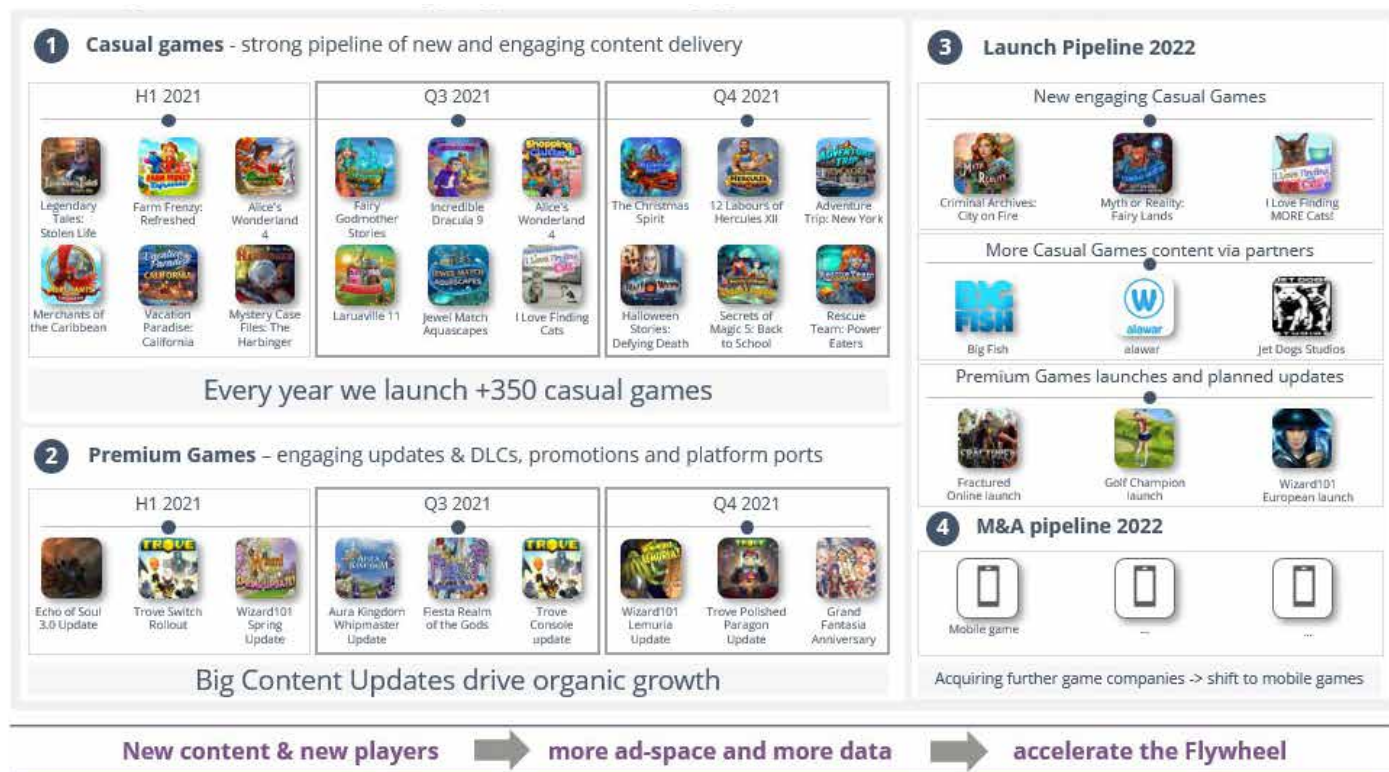 1 Casual games - strong pipeline of new and engaging content delivery
H1 2021
Legendary
Tales:
Stolen Life
Farm Frenzy:
Refreshed
Alice's
Wonderland
4
Merchants of
the Caribbean
Vacation
Paradise:
California
Mystery Case
Files: The
Harbinger
Q3 2021
Fairy
Godmother
Stories
Incredible
Dracula 9
Alice's
Wonderland
4
Laruaville 11
Jewel Match
Aquascapes
I Love Finding
Cats
Q4 2021
The Christmas
Spirit
12 Labours of
Hercules XII
Adventure
Trip: New York
Halloween
Stories:
Defying Death
Secrets of
Magic 5: Back
to School
Rescue
Team: Power
Eaters
Every year we launch +350 casual games
2 Premium Games – engaging updates & DLCs, promotions and platform ports
H1 2021
Echo of Soul
3.0 Update
TROVE
Trove Switch
Rollout
Wizard101
Spring
Update
Q3 2021
Aura Kingdom
Whipmaster
Update
Fiesta Realm
of the Gods
TROVE
Trove
Console
update
Q4 2021
Wizard101
Lemuria
Update
Trove Polished
Paragon
Update
Grand
Fantasia
Anniversary
Big Content Updates drive organic growth
3 Launch Pipeline 2022
New engaging Casual Games
Criminal Archives:
City on Fire
Myth or Reality:
Fairy Lands
I Love Finding
MORE Cats!
More Casual Games content via partners
BIG
FISH
Big Fish
alawar
alawar
JET DOGS
Jet Dogs Studios
Premium Games launches and planned updates
Fractured
Online launch
Golf Champion
launch
Wizard101
European launch
4 M&A pipeline 2022
Mobile game
...
...
Acquiring further game companies -> shift to mobile games
New content & new players
more ad-space and more data
accelerate the Flywheel